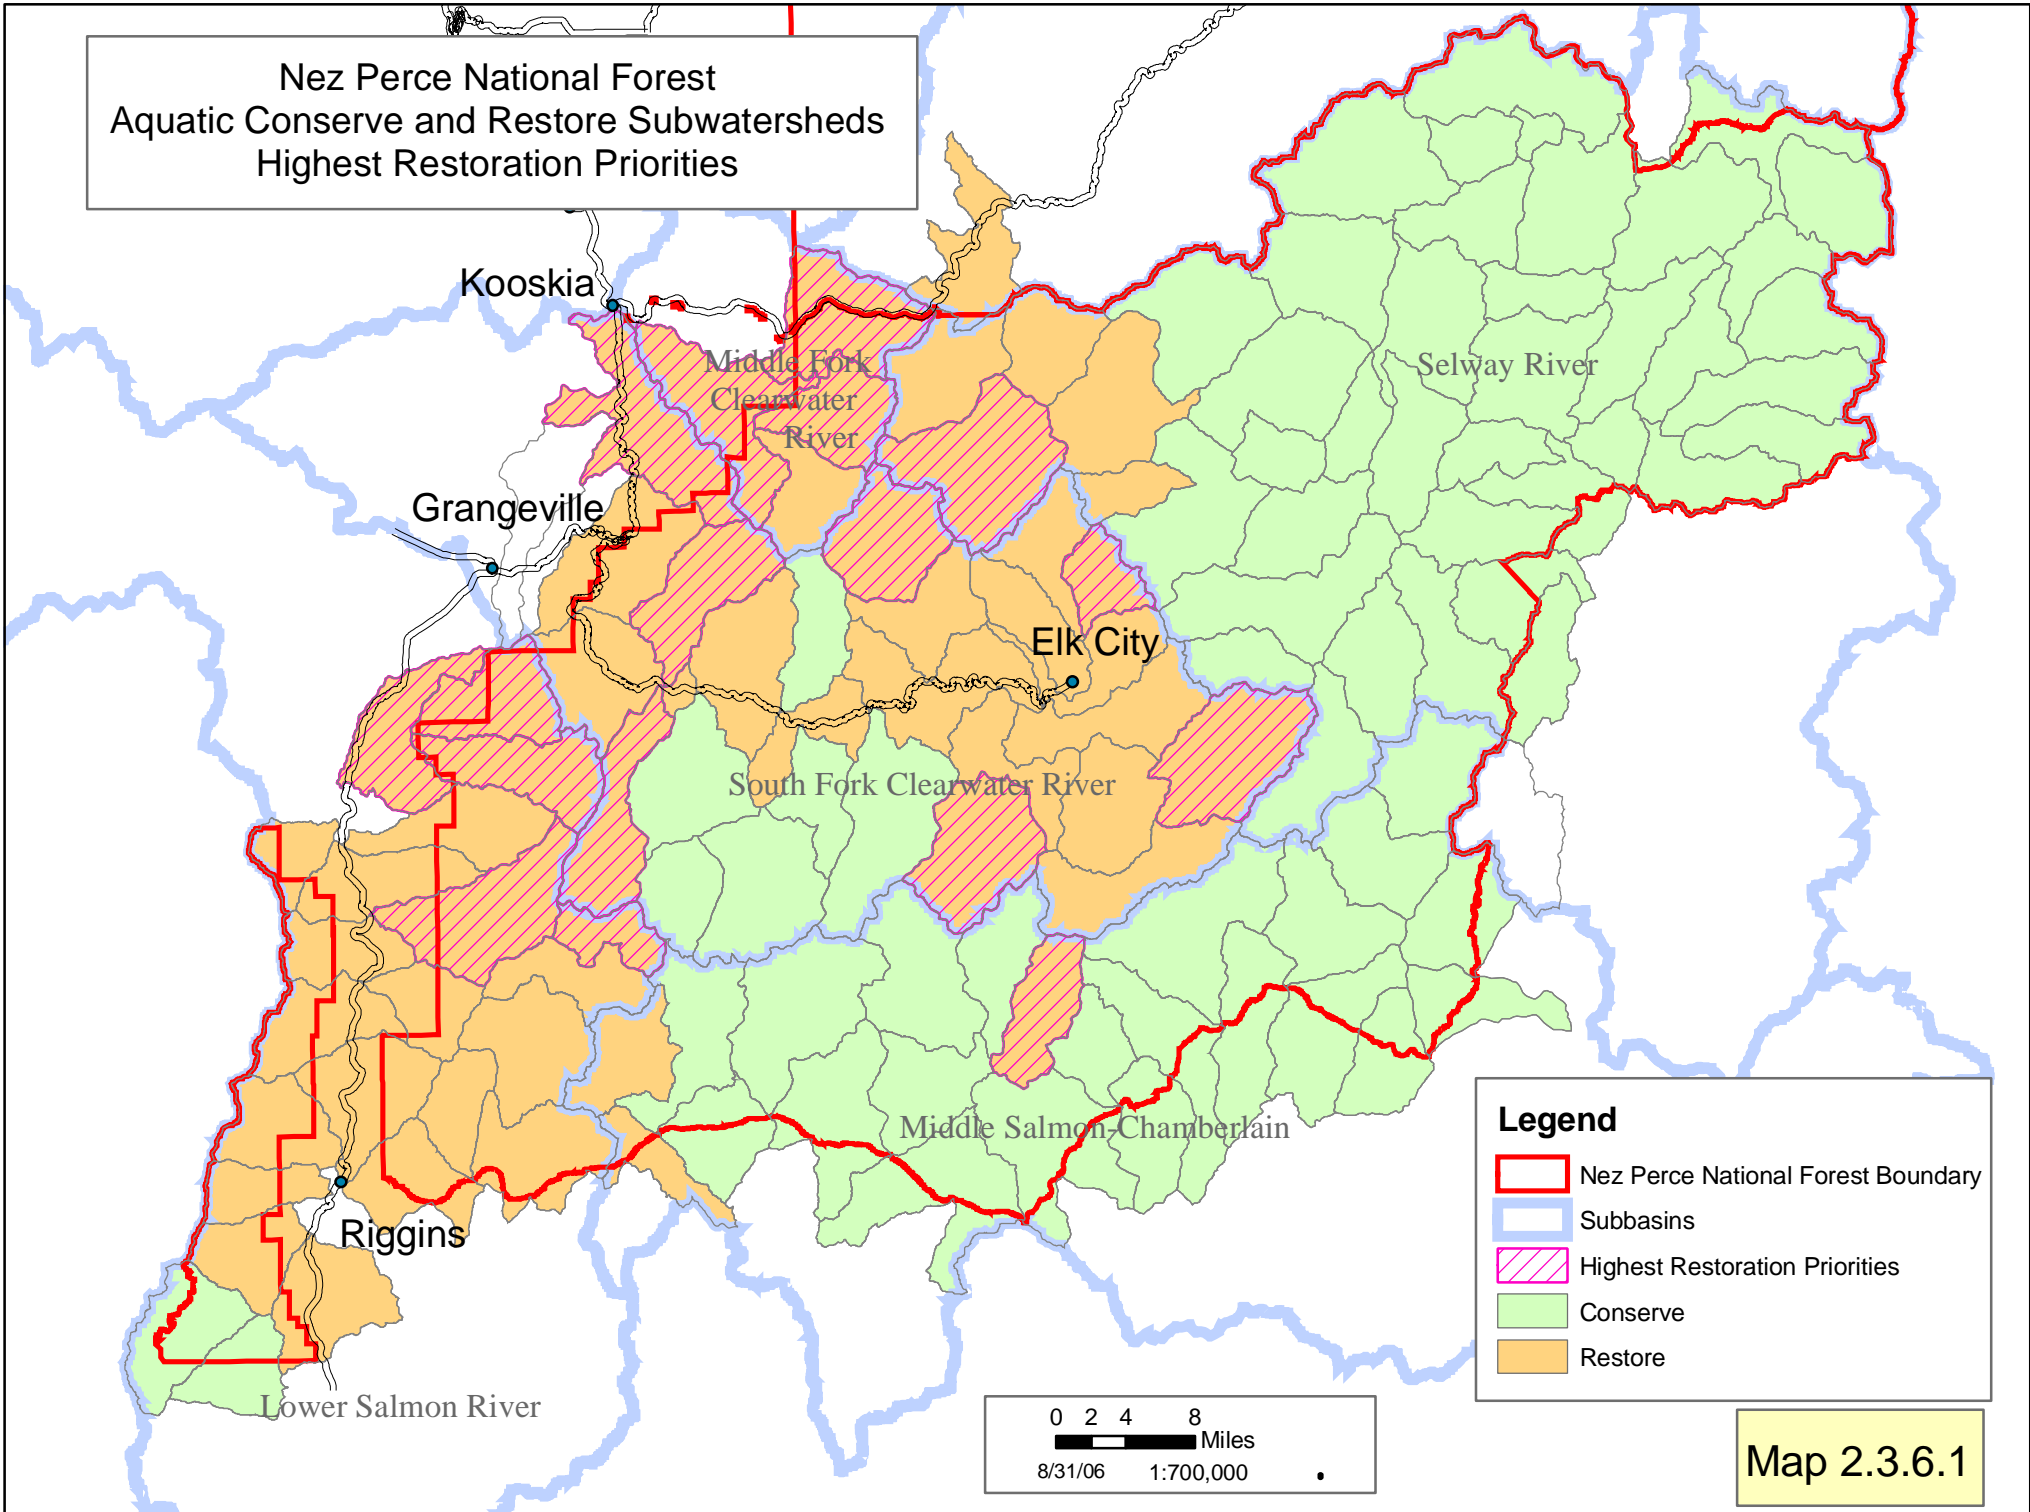 Nez Perce National Forest
Aquatic Conserve and Restore Subwatersheds
Highest Restoration Priorities
Kooskia
Middle Fork
Clearwater
River
Selway River
Grangeville
Elk City
South Fork Clearwater River
Middle Salmon-Chamberlain
Riggins
Lower Salmon River
Legend
Nez Perce National Forest Boundary
Subbasins
Highest Restoration Priorities
Conserve
Restore
0 2 4 8
Miles
8/31/06 1:700,000
Map 2.3.6.1